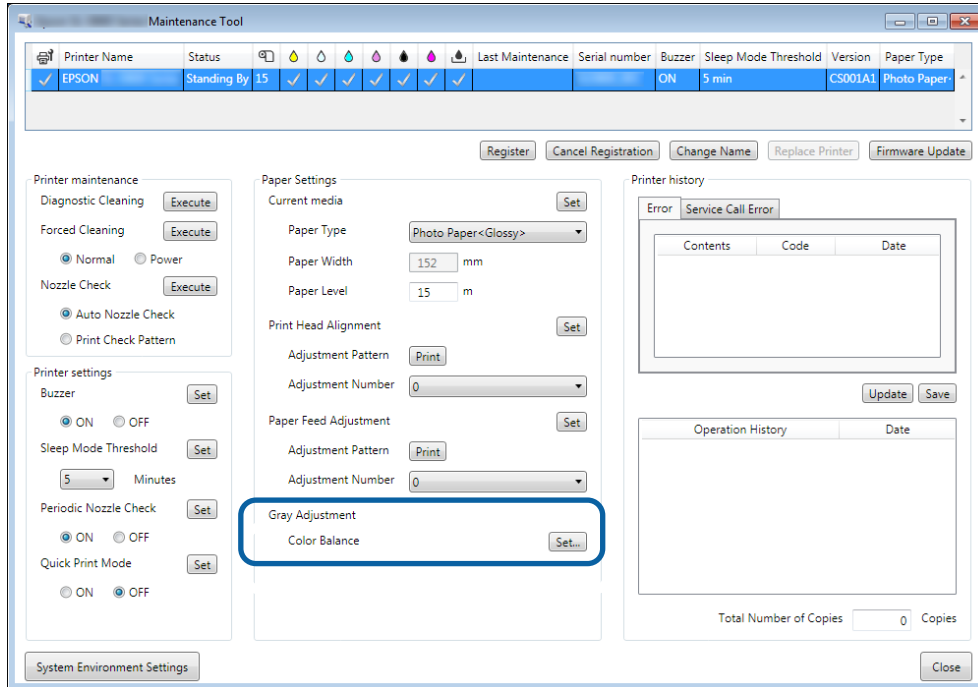 Maintenance Tool
Printer Name Status Last Maintenance Serial number Buzzer Sleep Mode Threshold Version Paper Type
EPSON Standing By 15 ON 5 min CS001A1 Photo Paper
Register Cancel Registration Change Name Replace Printer Firmware Update
Printer maintenance
Diagnostic Cleaning Execute
Forced Cleaning Execute
Normal Power
Nozzle Check Execute
Auto Nozzle Check
Print Check Pattern
Printer settings
Buzzer Set
ON OFF
Sleep Mode Threshold Set
5 Minutes
Periodic Nozzle Check Set
ON OFF
Quick Print Mode Set
ON OFF
Paper Settings
Current media Set
Paper Type Photo Paper<Glossy>
Paper Width 152 mm
Paper Level 15 m
Print Head Alignment Set
Adjustment Pattern Print
Adjustment Number 0
Paper Feed Adjustment Set
Adjustment Pattern Print
Adjustment Number 0
Gray Adjustment
Color Balance Set...
Printer history
Error Service Call Error
Contents Code Date
Update Save
Operation History Date
Total Number of Copies 0 Copies
System Environment Settings
Close